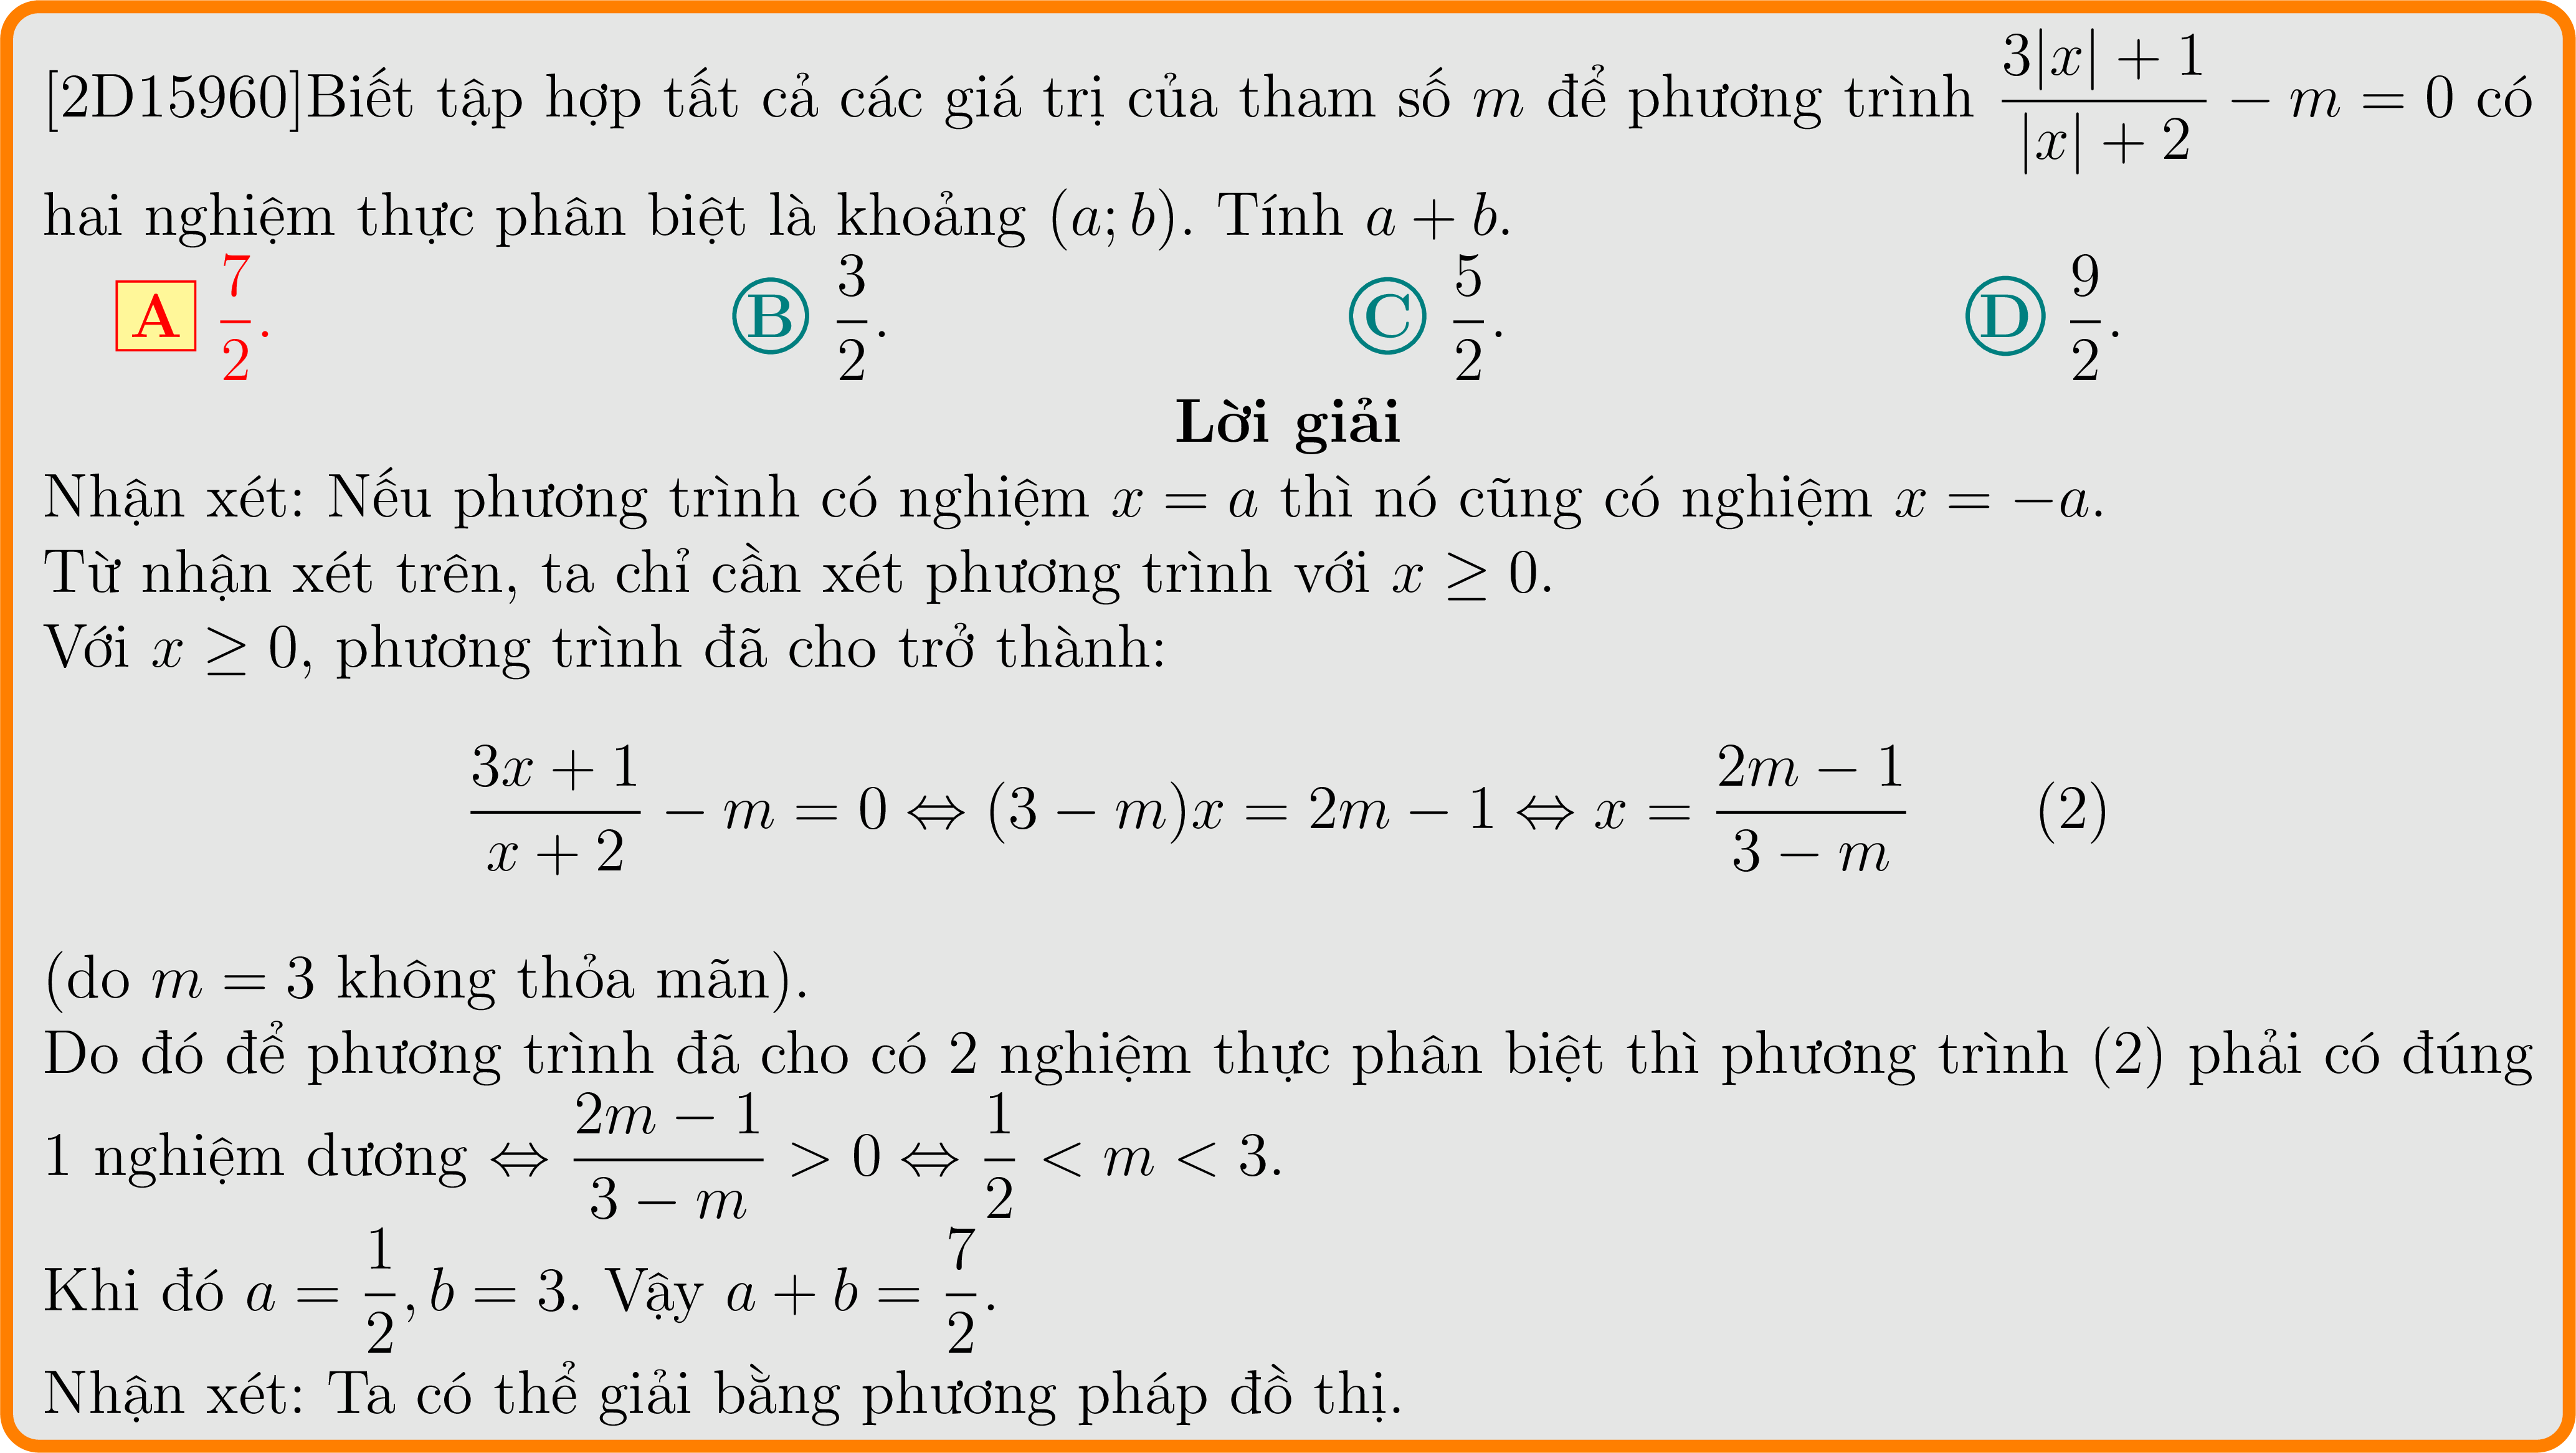 [2D15960]Biết tập hợp tất cả các giá trị của tham số m để phương trình \frac{3|x| + 1}{|x| + 2} − m = 0 có
hai nghiệm thực phân biệt là khoảng (a; b). Tính a + b.
A \frac{7}{2}. B \frac{3}{2}. C \frac{5}{2}. D \frac{9}{2}.
Lời giải
Nhận xét: Nếu phương trình có nghiệm x = a thì nó cũng có nghiệm x = −a.
Từ nhận xét trên, ta chỉ cần xét phương trình với x ≥ 0.
Với x ≥ 0, phương trình đã cho trở thành:
\frac{3x + 1}{x + 2} − m = 0 ⇔ (3 − m)x = 2m − 1 ⇔ x = \frac{2m − 1}{3 − m} (2)
(do m = 3 không thỏa mãn).
Do đó để phương trình đã cho có 2 nghiệm thực phân biệt thì phương trình (2) phải có đúng
1 nghiệm dương ⇔ \frac{2m − 1}{3 − m} > 0 ⇔ \frac{1}{2} < m < 3.
Khi đó a = \frac{1}{2}, b = 3. Vậy a + b = \frac{7}{2}.
Nhận xét: Ta có thể giải bằng phương pháp đồ thị.